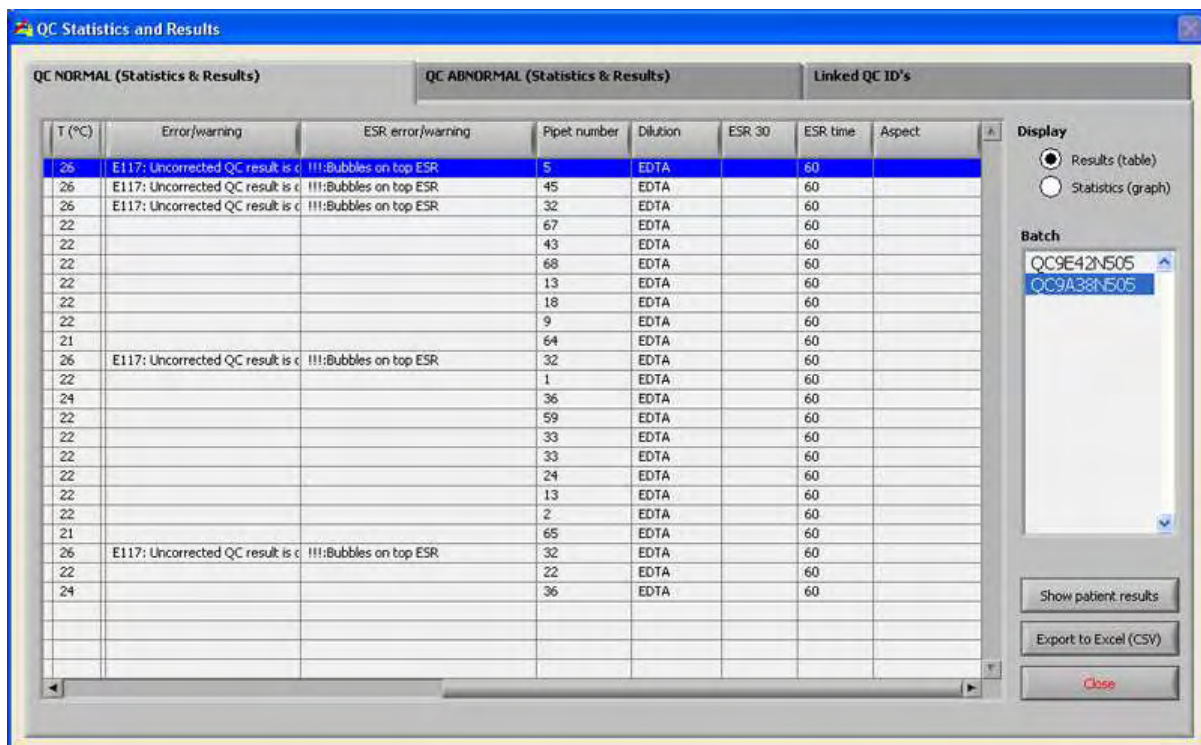 QC Statistics and Results
QC NORMAL (Statistics & Results) QC ABNORMAL (Statistics & Results) Linked QC ID's
T (°C) Error/warning ESR error/warning Pipet number Dilution ESR 30 ESR time Aspect
26 E117: Uncorrected QC result is c !!!:Bubbles on top ESR 5 EDTA 60
26 E117: Uncorrected QC result is c !!!:Bubbles on top ESR 45 EDTA 60
26 E117: Uncorrected QC result is c !!!:Bubbles on top ESR 32 EDTA 60
22 67 EDTA 60
22 43 EDTA 60
22 68 EDTA 60
22 13 EDTA 60
22 18 EDTA 60
22 9 EDTA 60
21 64 EDTA 60
26 E117: Uncorrected QC result is c !!!:Bubbles on top ESR 32 EDTA 60
22 1 EDTA 60
24 36 EDTA 60
22 59 EDTA 60
22 33 EDTA 60
22 33 EDTA 60
22 24 EDTA 60
22 13 EDTA 60
22 2 EDTA 60
21 65 EDTA 60
26 E117: Uncorrected QC result is c !!!:Bubbles on top ESR 32 EDTA 60
22 22 EDTA 60
24 36 EDTA 60
Display
Results (table)
Statistics (graph)
Batch
QC9E42N505
QC9A38N505
Show patient results
Export to Excel (CSV)
Close